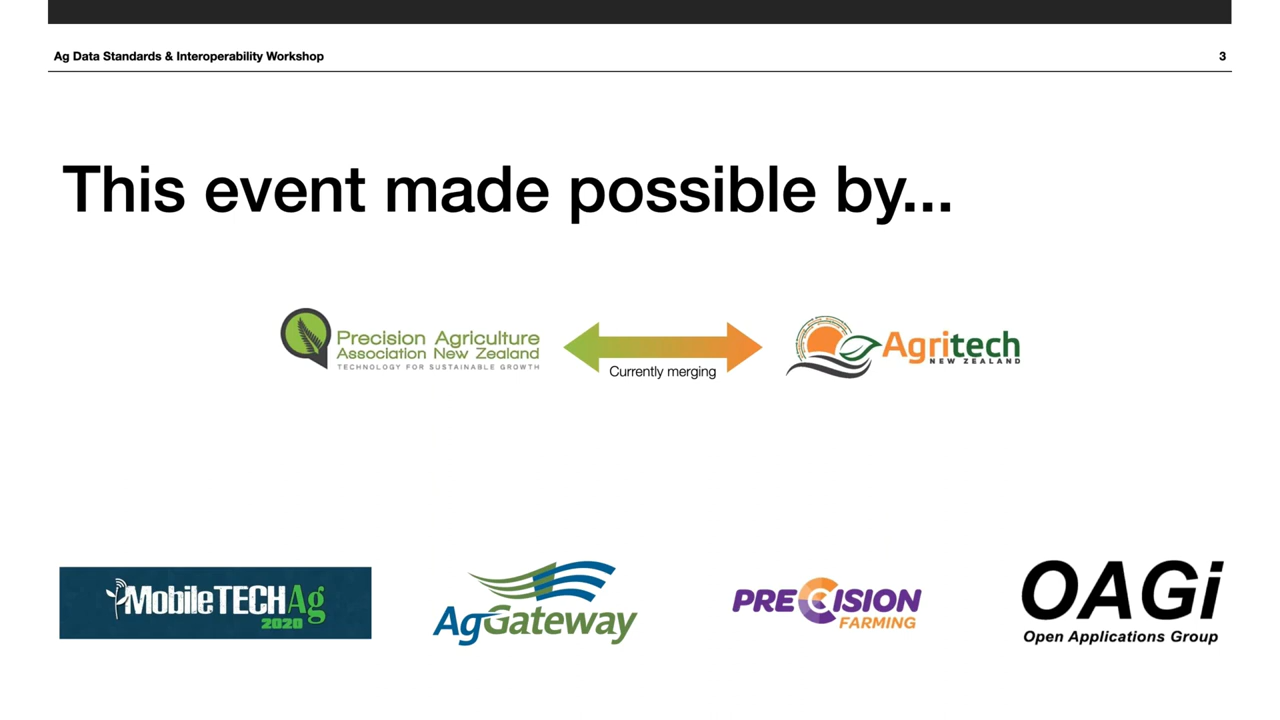 Ag Data Standards & Interoperability Workshop
3
This event made possible by...
Precision Agriculture
Association New Zealand
TECHNOLOGY FOR SUSTAINABLE GROWTH
Currently merging
Agritech
NEW ZEALAND
MobileTECHAg
2020
AgGateway
PRECISION
FARMING
OAGi
Open Applications Group